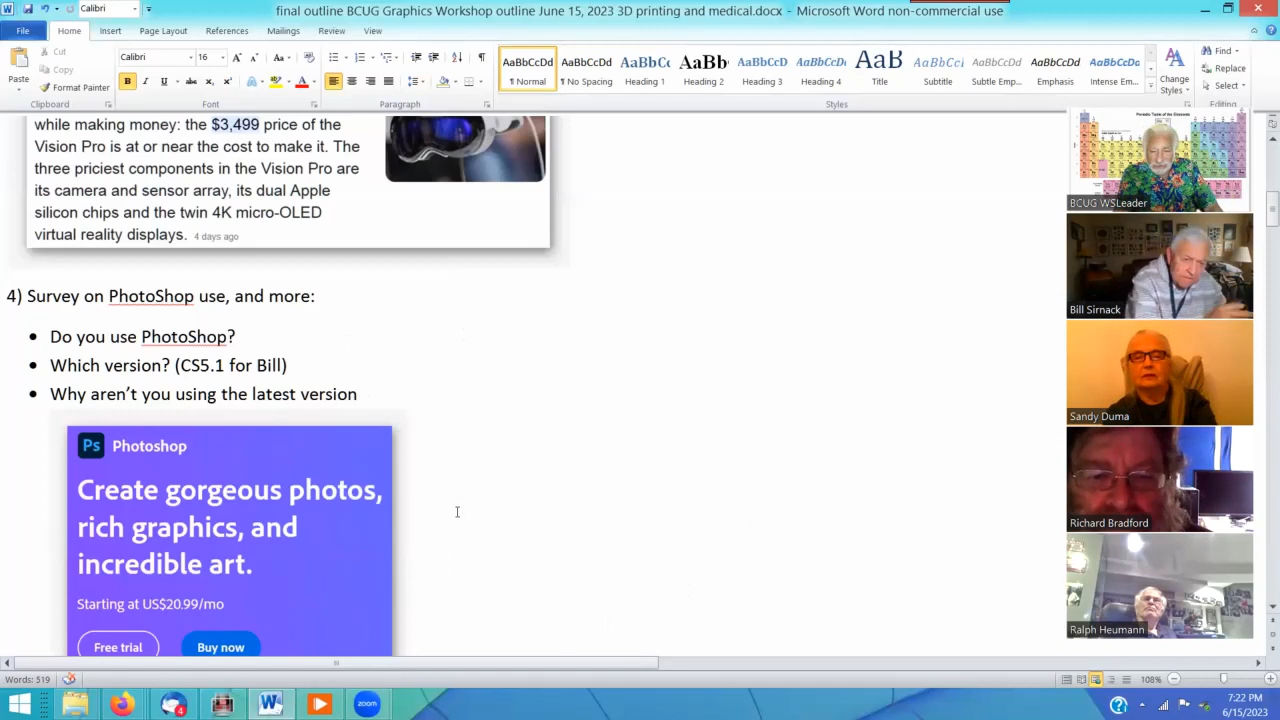 final outline BCUG Graphics Workshop outline June 15, 2023 3D printing and medical.docx - Microsoft Word non-commercial use
File Home Insert Page Layout References Mailings Review View
Paste
Cut
Copy
Format Painter
Clipboard
Calibri 16
Font
Paragraph
AaBbCcDd AaBbCcDd AaBbCc AaBb AaBbCcD AaBbCcDc AaB AaBbCcI AaBbCcDd AaBbCcDd AaBbCcDd
¶ Normal ¶ No Spacing Heading 1 Heading 2 Heading 3 Heading 4 Title Subtitle Subtle Emp... Emphasis Intense Em...
Styles
Change Styles
Find
Replace
Select
Editing
while making money: the $3,499 price of the
Vision Pro is at or near the cost to make it. The
three priciest components in the Vision Pro are
its camera and sensor array, its dual Apple
silicon chips and the twin 4K micro-OLED
virtual reality displays. 4 days ago
4) Survey on PhotoShop use, and more:
• Do you use PhotoShop?
• Which version? (CS5.1 for Bill)
• Why aren’t you using the latest version
Ps Photoshop
Create gorgeous photos,
rich graphics, and
incredible art.
Starting at US$20.99/mo
Free trial Buy now
Periodic Table of the Elements
BCUG WSLeader
Bill Sirnack
Sandy Duma
Richard Bradford
Ralph Heumann
Words: 519
108%
4
zoom
7:22 PM
6/15/2023